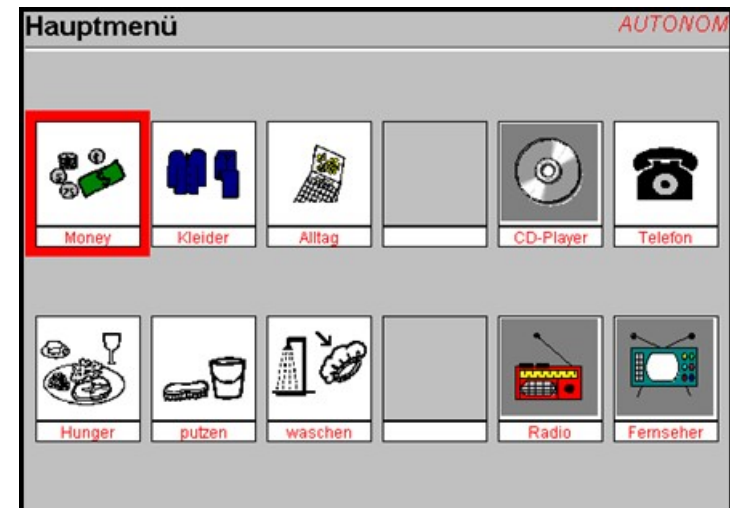 Hauptmenü
AUTONOM
Money
Kleider
Alltag
CD-Player
Telefon
Hunger
putzen
waschen
Radio
Fernseher